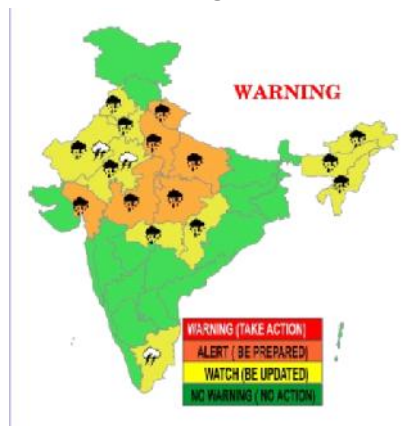 WARNING
WARNING (TAKE ACTION)
ALERT ( BE PREPARED)
WATCH (BE UPDATED)
NO WARNING ( NO ACTION)